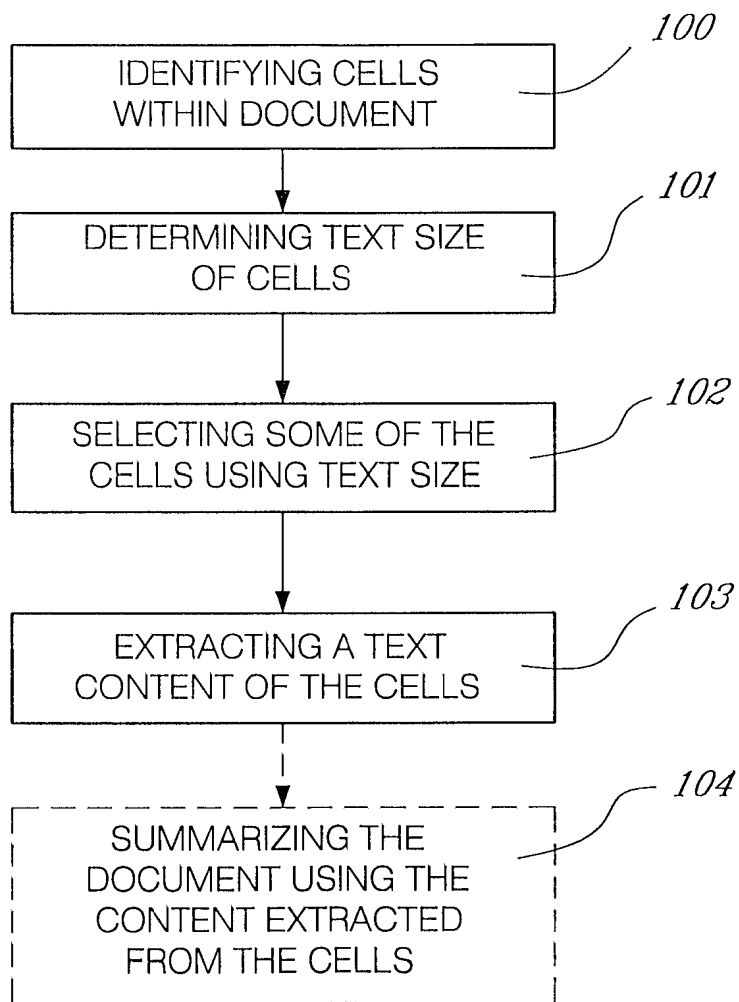 100
IDENTIFYING CELLS
WITHIN DOCUMENT
101
DETERMINING TEXT SIZE
OF CELLS
102
SELECTING SOME OF THE
CELLS USING TEXT SIZE
103
EXTRACTING A TEXT
CONTENT OF THE CELLS
104
SUMMARIZING THE
DOCUMENT USING THE
CONTENT EXTRACTED
FROM THE CELLS